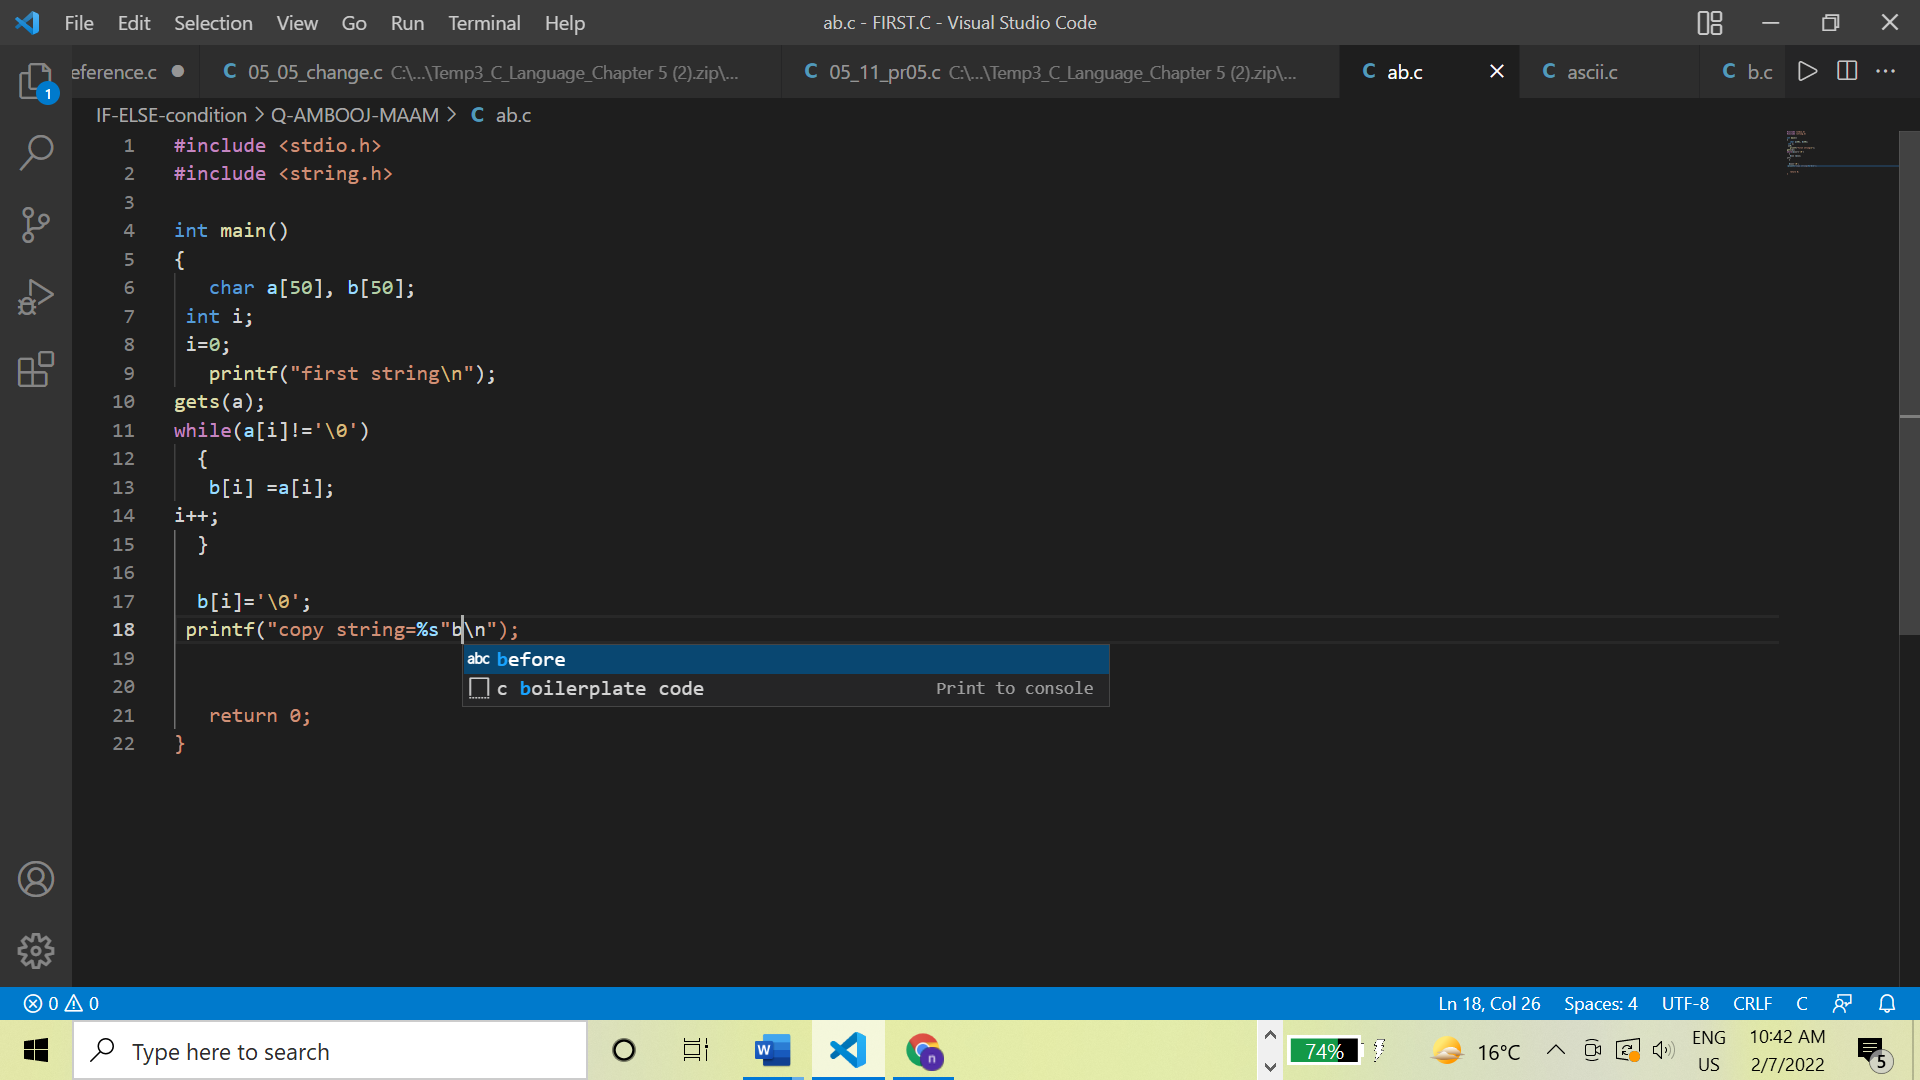 File Edit Selection View Go Run Terminal Help ab.c - FIRST.C - Visual Studio Code
eference.c C 05_05_change.c C:\...\Temp3_C_Language_Chapter 5 (2).zip\... C 05_11_pr05.c C:\...\Temp3_C_Language_Chapter 5 (2).zip\... C ab.c C ascii.c C b.c
1
IF-ELSE-condition > Q-AMBOOJ-MAAM > C ab.c
1 #include <stdio.h>
2 #include <string.h>
3
4 int main()
5 {
6 char a[50], b[50];
7 int i;
8 i=0;
9 printf("first string\n");
10 gets(a);
11 while(a[i]!='\0')
12 {
13 b[i] =a[i];
14 i++;
15 }
16
17 b[i]='\0';
18 printf("copy string=%s"b\n");
19
abc before
20
c boilerplate code Print to console
21 return 0;
22 }
0 0 Ln 18, Col 26 Spaces: 4 UTF-8 CRLF C
Type here to search W n 74% 16°C ENG US 10:42 AM 2/7/2022 5